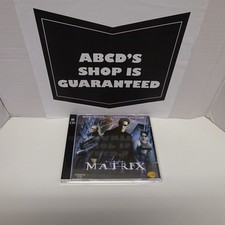 ABCD'S
SHOP IS
GUARANTEED
MATRIX